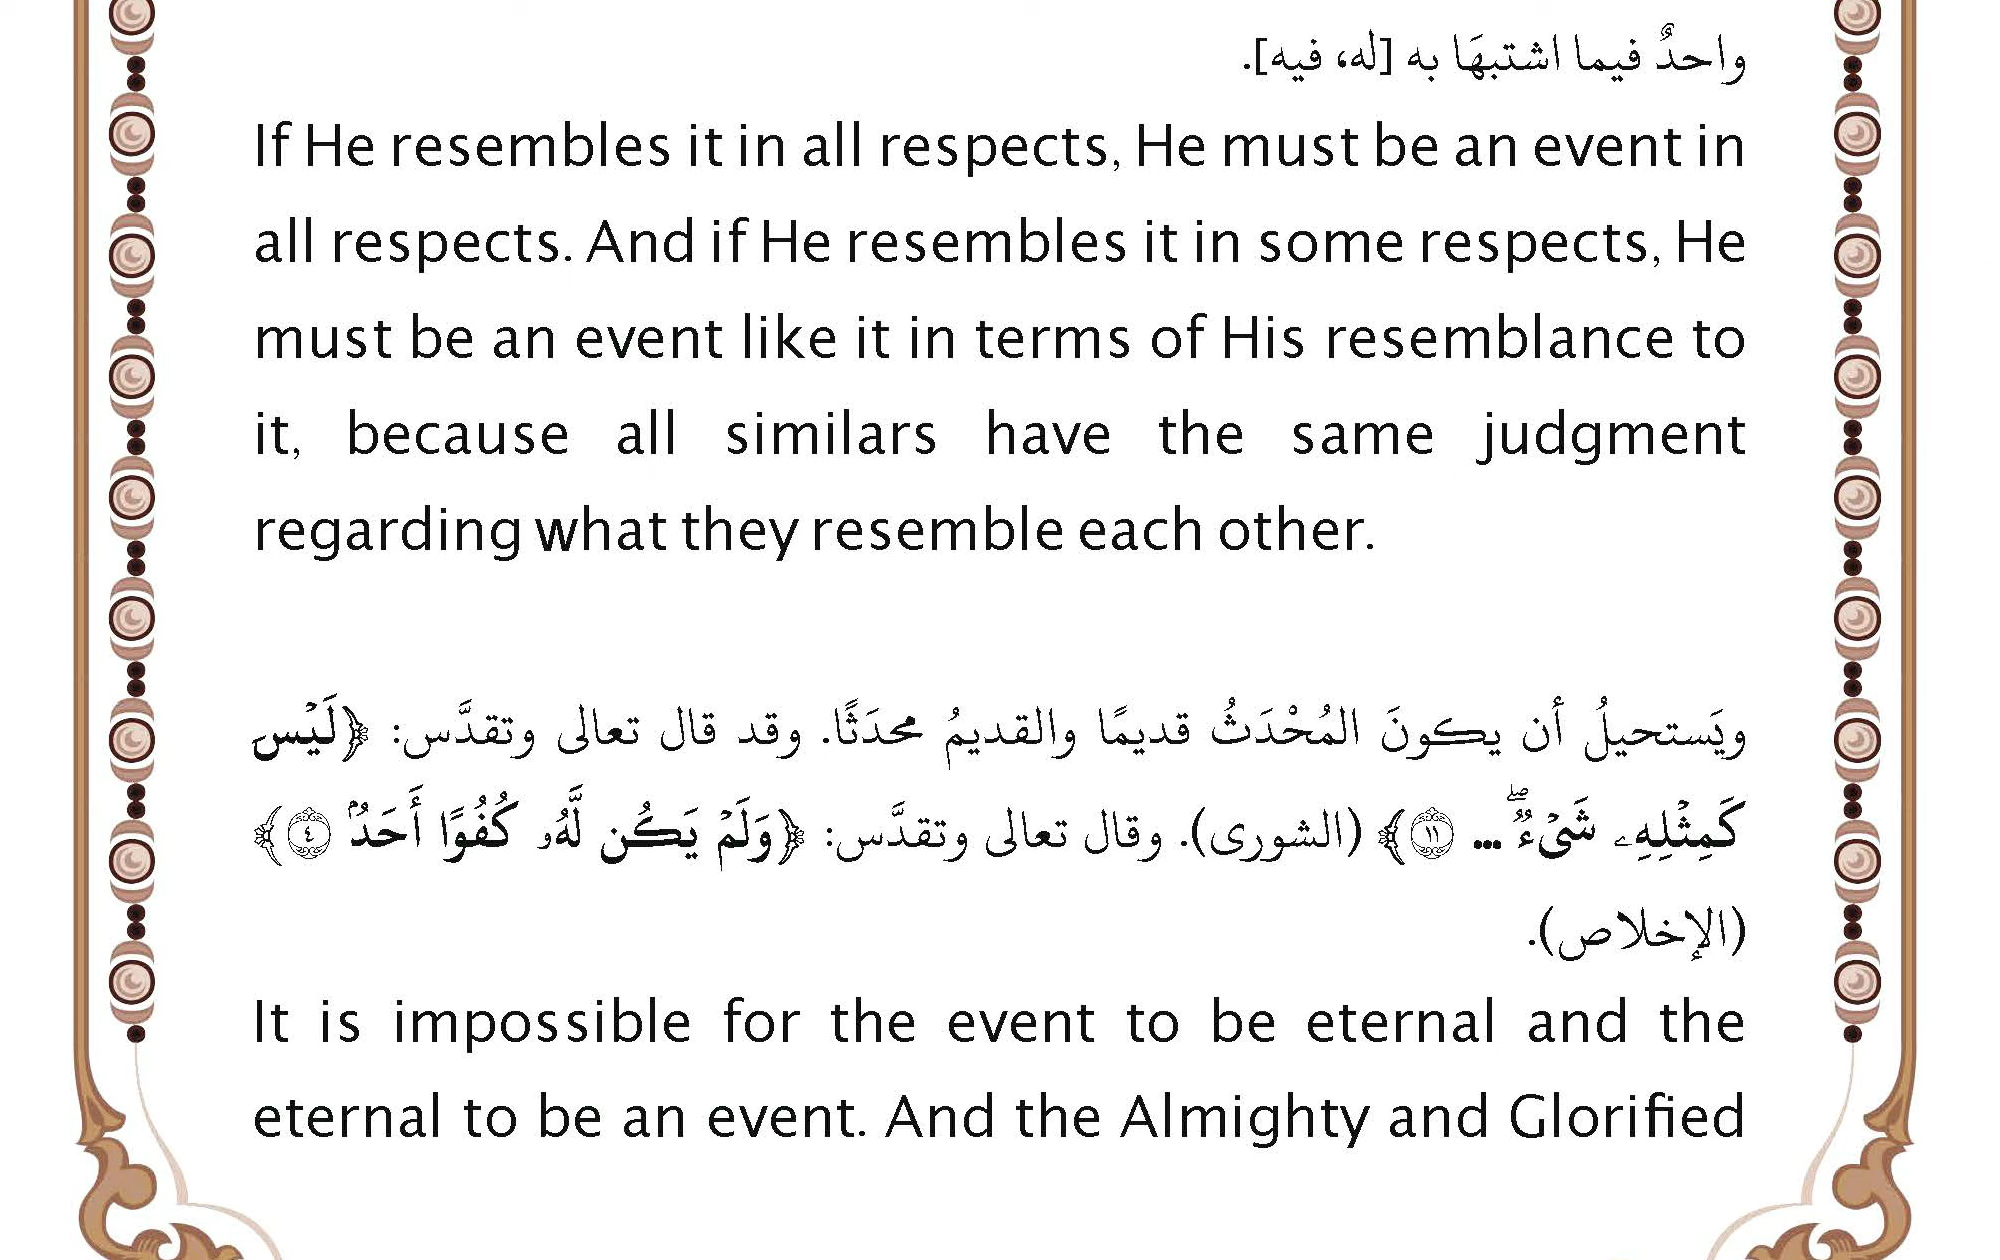 واحدٌ فيما اشتبهَا به [له، فيه].
If He resembles it in all respects, He must be an event in
all respects. And if He resembles it in some respects, He
must be an event like it in terms of His resemblance to
it, because all similars have the same judgment
regarding what they resemble each other.
ويَستحيلُ أن يكونَ المُحْدَثُ قديمًا والقديمُ محدَثًا. وقد قال تعالى وتقدَّس: ﴿لَيْسَ
كَمِثْلِهِۦ شَىْءٌۖ ... ١١﴾ (الشورى). وقال تعالى وتقدَّس: ﴿وَلَمْ يَكُن لَّهُۥ كُفُوًا أَحَدٌۢ ٤﴾
(الإخلاص).
It is impossible for the event to be eternal and the
eternal to be an event. And the Almighty and Glorified